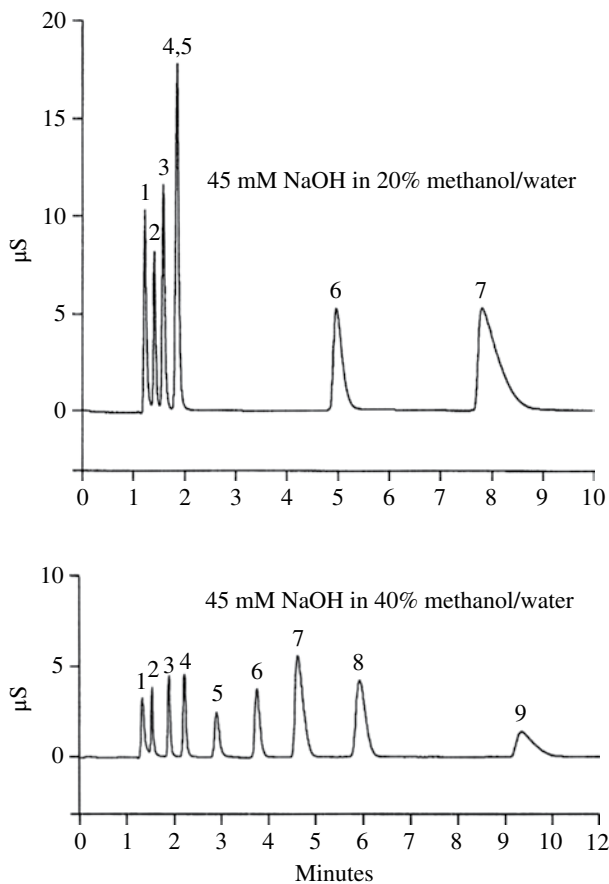 20
4,5
15
3
45 mM NaOH in 20% methanol/water
1
10
2
μS
6
7
5
0
0 1 2 3 4 5 6 7 8 9 10
10
45 mM NaOH in 40% methanol/water
7
8
1 2 3 4
6
5
μS
5
9
0
0 1 2 3 4 5 6 7 8 9 10 12
Minutes